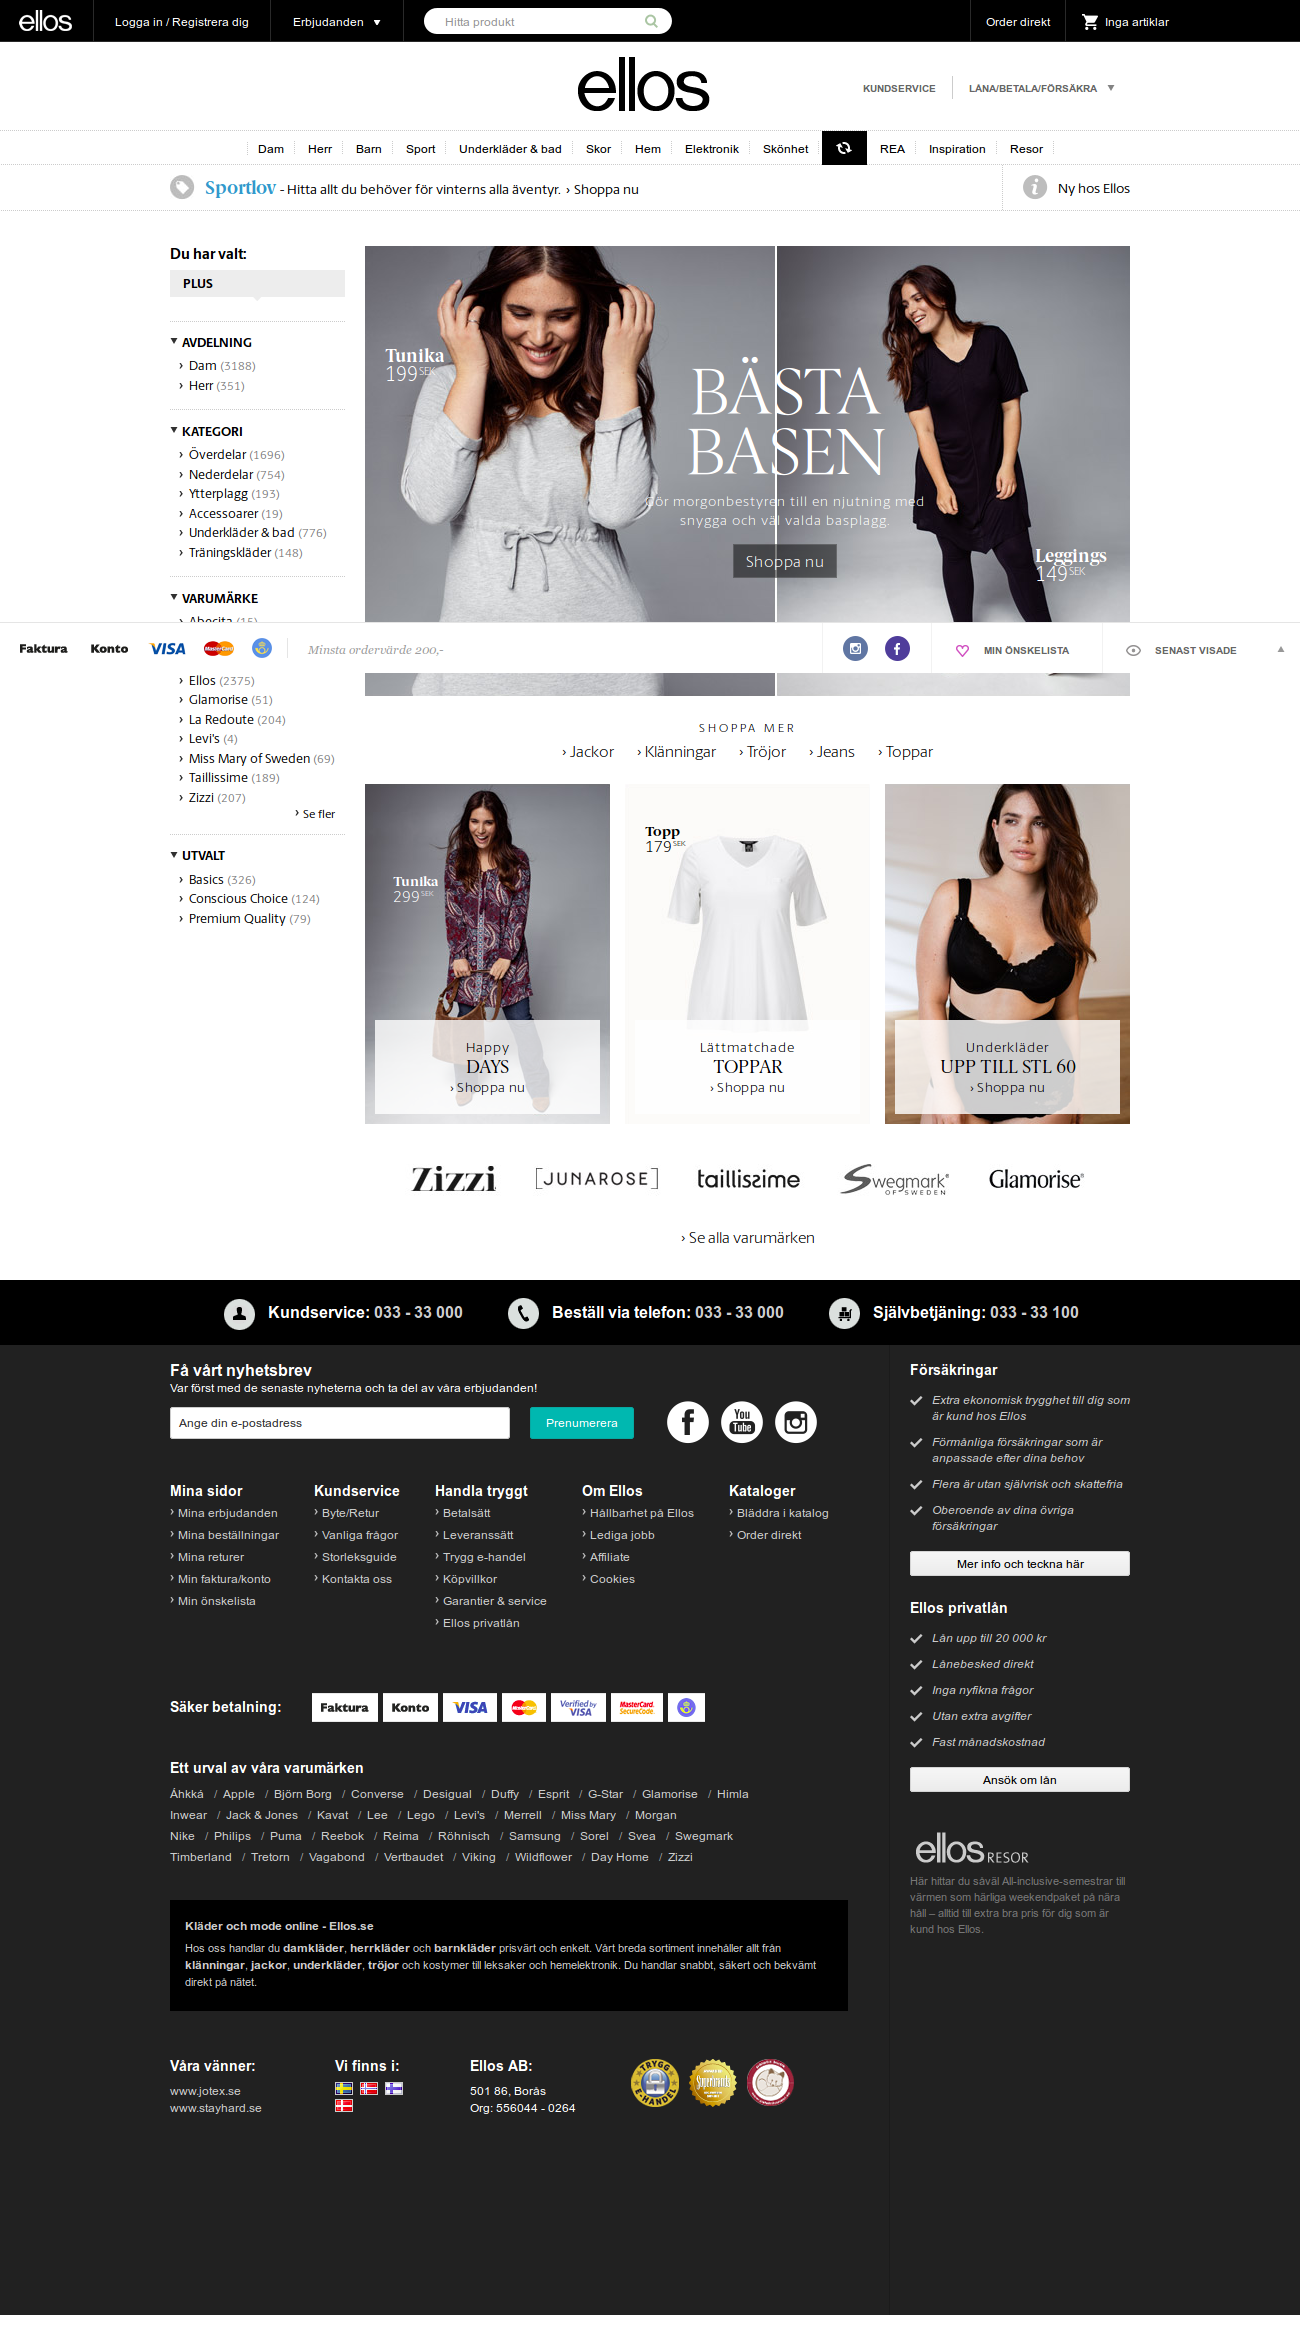 ellos
Logga in / Registrera dig
Erbjudanden
Hitta produkt
Order direkt
Inga artiklar
ellos
KUNDSERVICE
LÅNA/BETALA/FÖRSÄKRA
Dam
Herr
Barn
Sport
Underkläder & bad
Skor
Hem
Elektronik
Skönhet
REA
Inspiration
Resor
Sportlov - Hitta allt du behöver för vinterns alla äventyr. › Shoppa nu
Ny hos Ellos
Du har valt:
PLUS
AVDELNING
› Dam (3188)
› Herr (351)
KATEGORI
› Överdelar (1696)
› Nederdelar (754)
› Ytterplagg (193)
› Accessoarer (19)
› Underkläder & bad (776)
› Träningskläder (148)
VARUMÄRKE
› Abecita (15)
Tunika
199 SEK
BÄSTA
BASEN
Gör morgonbestyren till en njutning med
snygga och väl valda basplagg.
Shoppa nu
Leggings
149 SEK
Faktura
Konto
VISA
MasterCard
Minsta ordervärde 200,-
MIN ÖNSKELISTA
SENAST VISADE
› Ellos (2375)
› Glamorise (51)
› La Redoute (204)
› Levi's (4)
› Miss Mary of Sweden (69)
› Taillissime (189)
› Zizzi (207)
› Se fler
UTVALT
› Basics (326)
› Conscious Choice (124)
› Premium Quality (79)
SHOPPA MER
› Jackor
› Klänningar
› Tröjor
› Jeans
› Toppar
Tunika
299 SEK
Happy
DAYS
› Shoppa nu
Topp
179 SEK
Lättmatchade
TOPPAR
› Shoppa nu
Underkläder
UPP TILL STL 60
› Shoppa nu
Zizzi
[JUNAROSE]
taillissime
Swegmark®
OF SWEDEN
Glamorise®
› Se alla varumärken
Kundservice: 033 - 33 000
Beställ via telefon: 033 - 33 000
Självbetjäning: 033 - 33 100
Få vårt nyhetsbrev
Var först med de senaste nyheterna och ta del av våra erbjudanden!
Ange din e-postadress
Prenumerera
You
Tube
Mina sidor
› Mina erbjudanden
› Mina beställningar
› Mina returer
› Min faktura/konto
› Min önskelista
Kundservice
› Byte/Retur
› Vanliga frågor
› Storleksguide
› Kontakta oss
Handla tryggt
› Betalsätt
› Leveranssätt
› Trygg e-handel
› Köpvillkor
› Garantier & service
› Ellos privatlån
Om Ellos
› Hållbarhet på Ellos
› Lediga jobb
› Affiliate
› Cookies
Kataloger
› Bläddra i katalog
› Order direkt
Säker betalning:
Faktura
Konto
VISA
MasterCard
Verified by
VISA
MasterCard.
SecureCode.
Ett urval av våra varumärken
Áhkká / Apple / Björn Borg / Converse / Desigual / Duffy / Esprit / G-Star / Glamorise / Himla
Inwear / Jack & Jones / Kavat / Lee / Lego / Levi's / Merrell / Miss Mary / Morgan
Nike / Philips / Puma / Reebok / Reima / Röhnisch / Samsung / Sorel / Svea / Swegmark
Timberland / Tretorn / Vagabond / Vertbaudet / Viking / Wildflower / Day Home / Zizzi
Kläder och mode online - Ellos.se
Hos oss handlar du damkläder, herrkläder och barnkläder prisvärt och enkelt. Vårt breda sortiment innehåller allt från
klänningar, jackor, underkläder, tröjor och kostymer till leksaker och hemelektronik. Du handlar snabbt, säkert och bekvämt
direkt på nätet.
Våra vänner:
www.jotex.se
www.stayhard.se
Vi finns i:
Ellos AB:
501 86, Borås
Org: 556044 - 0264
TRYGG
E-HANDEL
Superbrands
Försäkringar
Extra ekonomisk trygghet till dig som
är kund hos Ellos
Förmånliga försäkringar som är
anpassade efter dina behov
Flera är utan självrisk och skattefria
Oberoende av dina övriga
försäkringar
Mer info och teckna här
Ellos privatlån
Lån upp till 20 000 kr
Lånebesked direkt
Inga nyfikna frågor
Utan extra avgifter
Fast månadskostnad
Ansök om lån
ellos RESOR
Här hittar du såväl All-inclusive-semestrar till
värmen som härliga weekendpaket på nära
håll – alltid till extra bra pris för dig som är
kund hos Ellos.